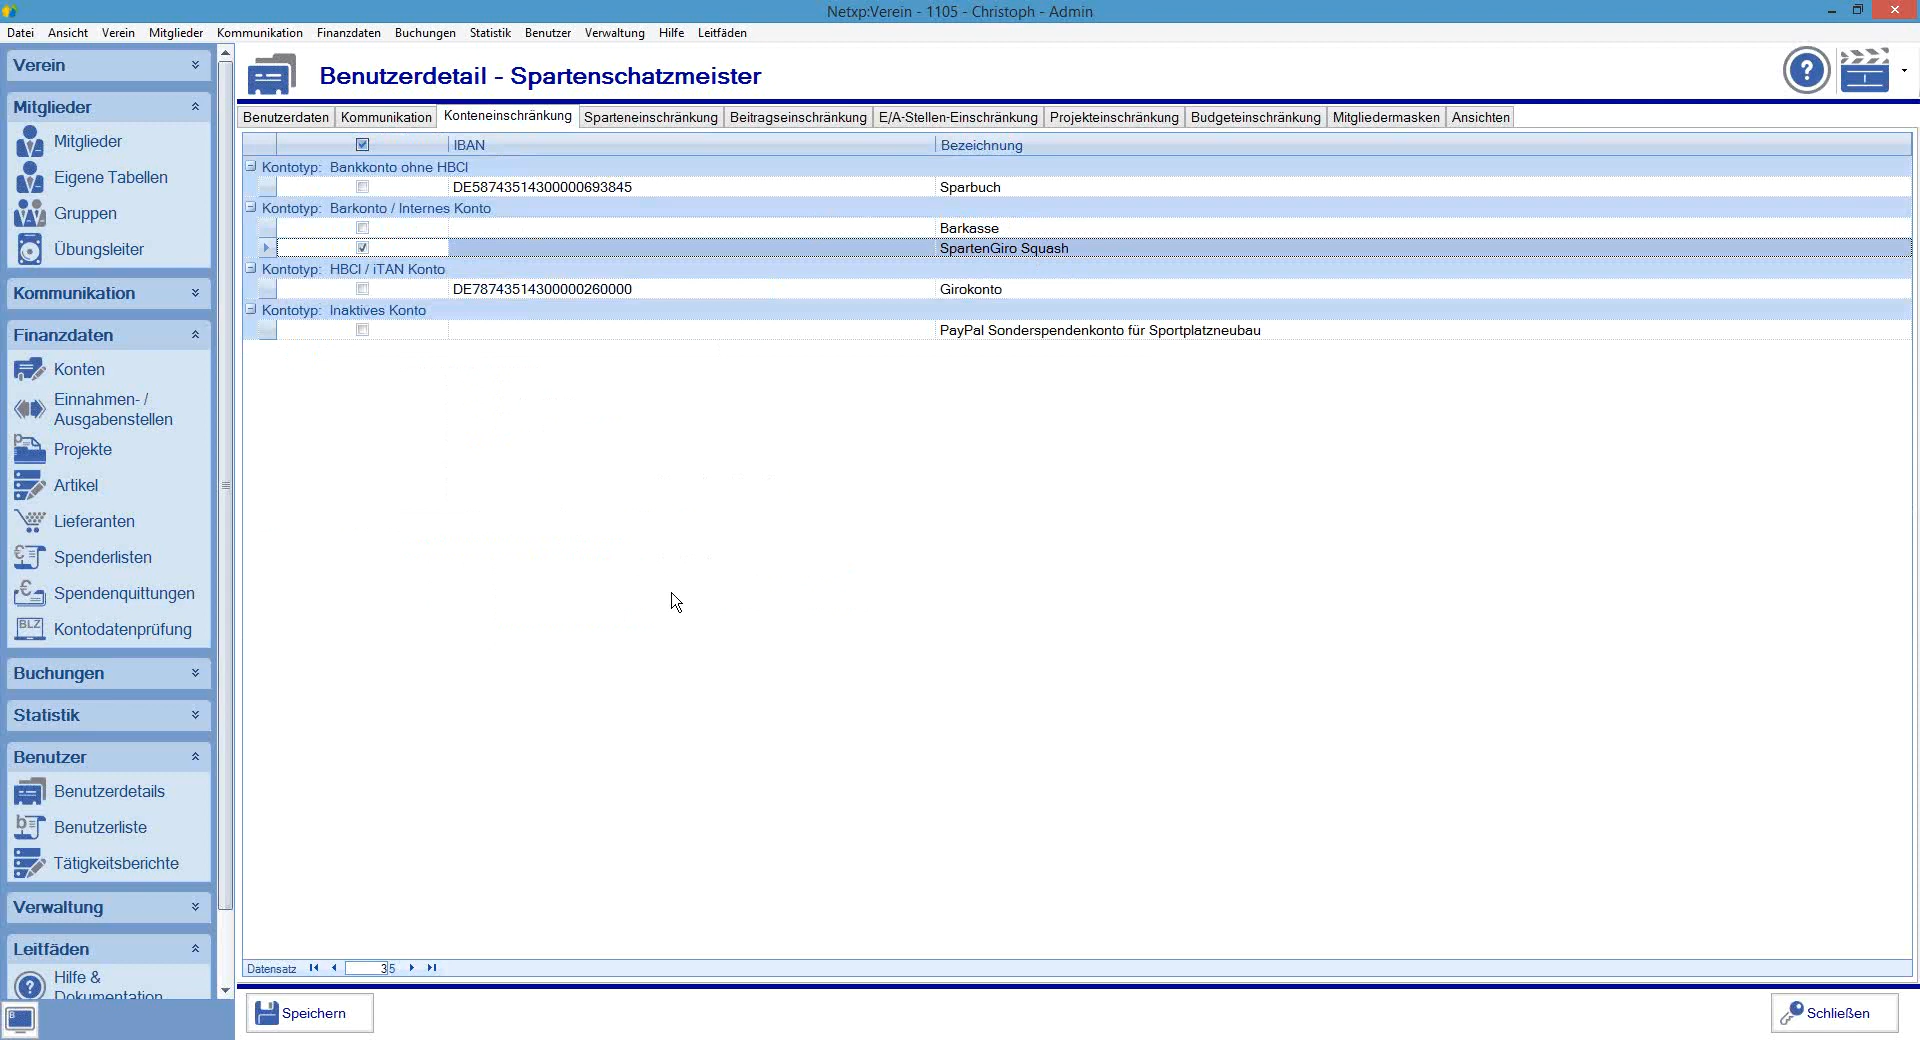 Netxp:Verein - 1105 - Christoph - Admin
Datei Ansicht Verein Mitglieder Kommunikation Finanzdaten Buchungen Statistik Benutzer Verwaltung Hilfe Leitfäden
Verein
Mitglieder
Mitglieder
Eigene Tabellen
Gruppen
Übungsleiter
Kommunikation
Finanzdaten
Konten
Einnahmen- /
Ausgabenstellen
Projekte
Artikel
Lieferanten
Spenderlisten
Spendenquittungen
BLZ
Kontodatenprüfung
Buchungen
Statistik
Benutzer
Benutzerdetails
Benutzerliste
Tätigkeitsberichte
Verwaltung
Leitfäden
Hilfe &
Dokumentation
Benutzerdetail - Spartenschatzmeister
Benutzerdaten Kommunikation Konteneinschränkung Sparteneinschränkung Beitragseinschränkung E/A-Stellen-Einschränkung Projekteinschränkung Budgeteinschränkung Mitgliedermasken Ansichten
IBAN Bezeichnung
Kontotyp: Bankkonto ohne HBCI
DE58743514300000693845 Sparbuch
Kontotyp: Barkonto / Internes Konto
Barkasse
SpartenGiro Squash
Kontotyp: HBCI / iTAN Konto
DE78743514300000260000 Girokonto
Kontotyp: Inaktives Konto
PayPal Sonderspendenkonto für Sportplatzneubau
Datensatz 3 5
Speichern
Schließen